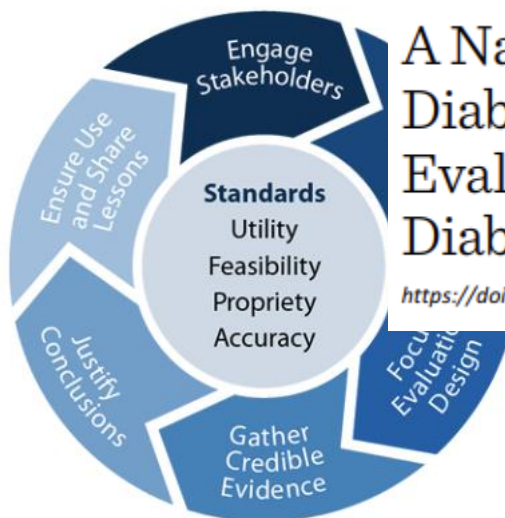 Engage
Stakeholders
Ensure Use
and Share
Lessons
Standards
Utility
Feasibility
Propriety
Accuracy
Justify
Conclusions
Gather
Credible
Evidence
Evaluation
Design
A
https://